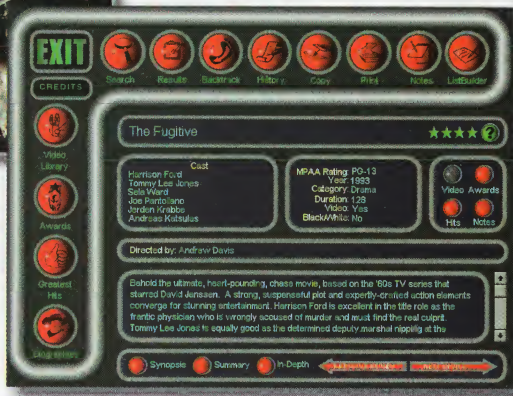 EXIT
CREDITS
Search Results Backtrack History Copy Print Notes ListBuilder
Video
Library
Awards
Greatest
Hits
The Fugitive
Cast
Harrison Ford
Tommy Lee Jones
Sela Ward
Joe Pantoliano
Jerden Krabbe
Andreas Katsulas
MPAA Rating: PG-13
Year: 1993
Category: Drama
Duration: 128
Video: Yes
Black/White: No
Video Awards
Hits Notes
Directed by: Andrew Davis
Behold the ultimate, heart-pounding, chase movie, based on the '60s TV series that
starred David Janssen. A strong, suspenseful plot and expertly-crafted action elements
converge for stunning entertainment. Harrison Ford is excellent in the title role as the
frantic physician who is wrongly accused of murder and must find the real culprit.
Tommy Lee Jones is equally good as the determined deputy marshal nipping at the
Synopsis Summary In-Depth